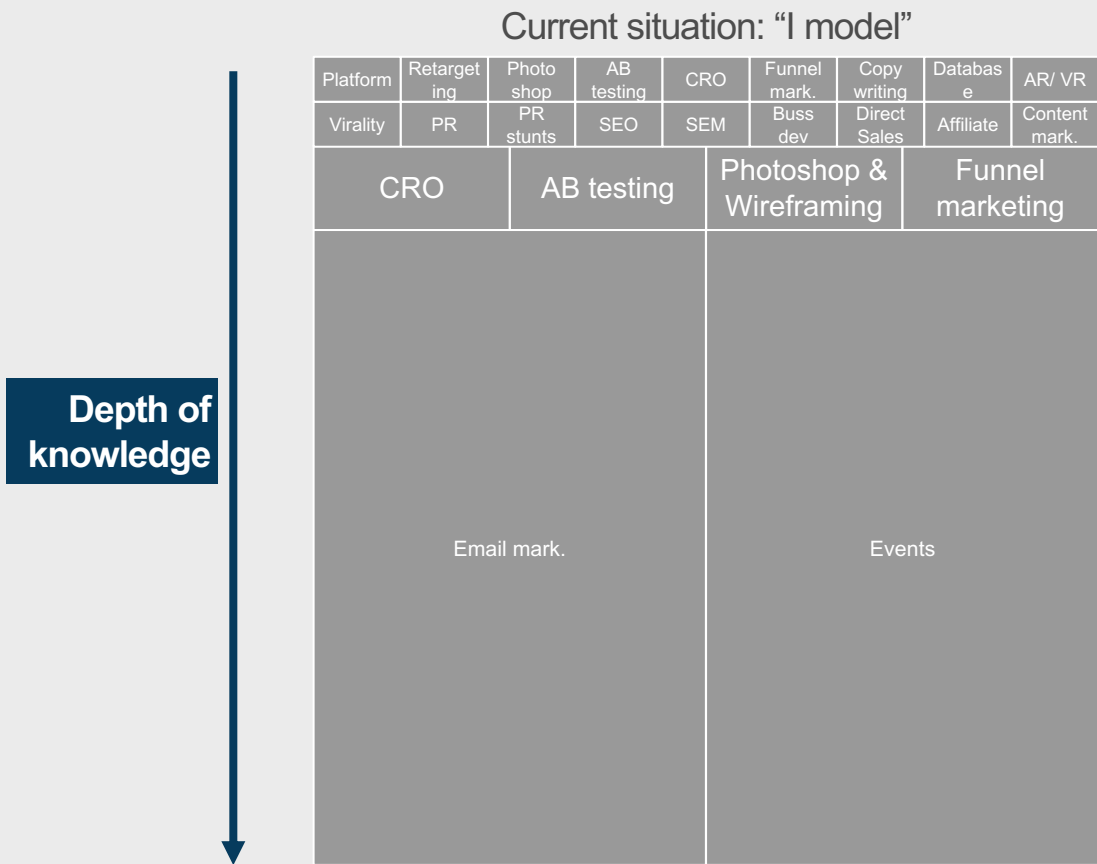 Current situation: “I model”
Platform
Retarget
ing
Photo
shop
AB
testing
CRO
Funnel
mark.
Copy
writing
Databas
e
AR/ VR
Virality
PR
PR
stunts
SEO
SEM
Buss
dev
Direct
Sales
Affiliate
Content
mark.
CRO
AB testing
Photoshop &
Wireframing
Funnel
marketing
Depth of
knowledge
Email mark.
Events